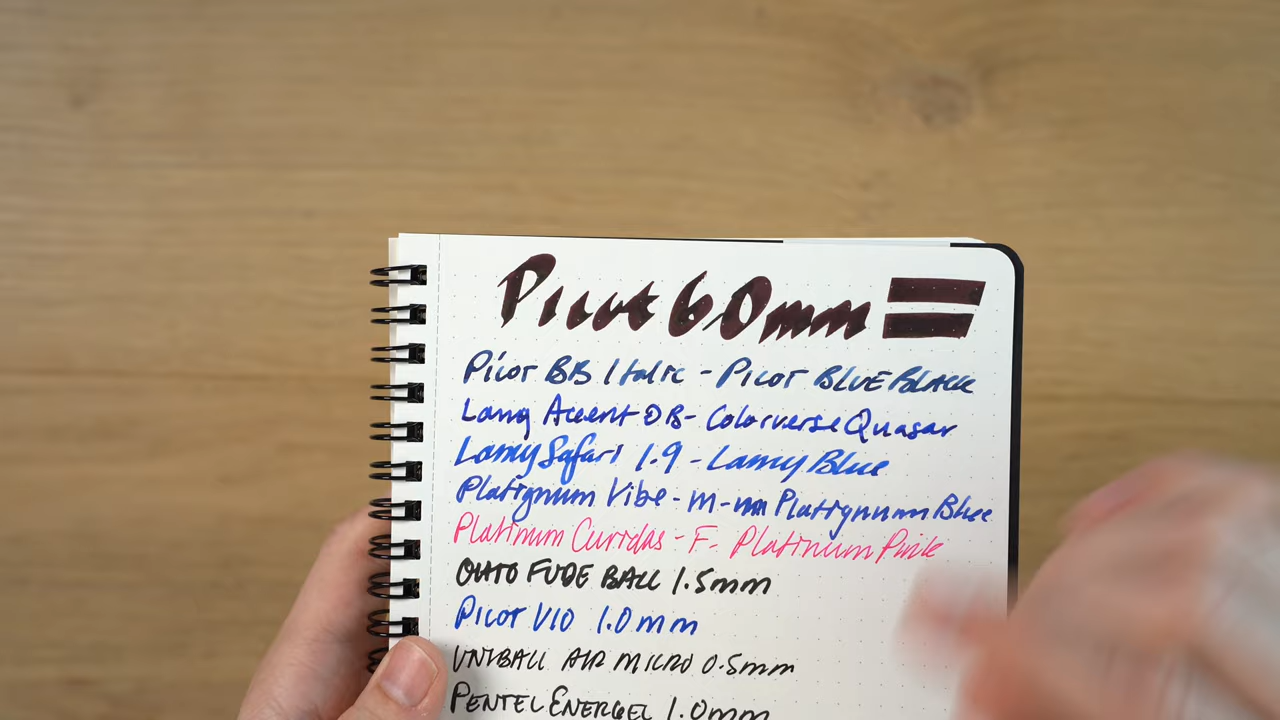 Pilot 6.0mm
Pilot BB Italic - Pilot Blue Black
Lamy Accent OB - Colorverse Quasar
Lamy Safari 1.9 - Lamy Blue
Platignum Vibe - M - Platignum Blue
Platinum Curidas - F - Platinum Pink
OHTO FUDE BALL 1.5mm
PILOT V10 1.0mm
UNIBALL AIR MICRO 0.5mm
PENTEL ENERGEL 1.0mm